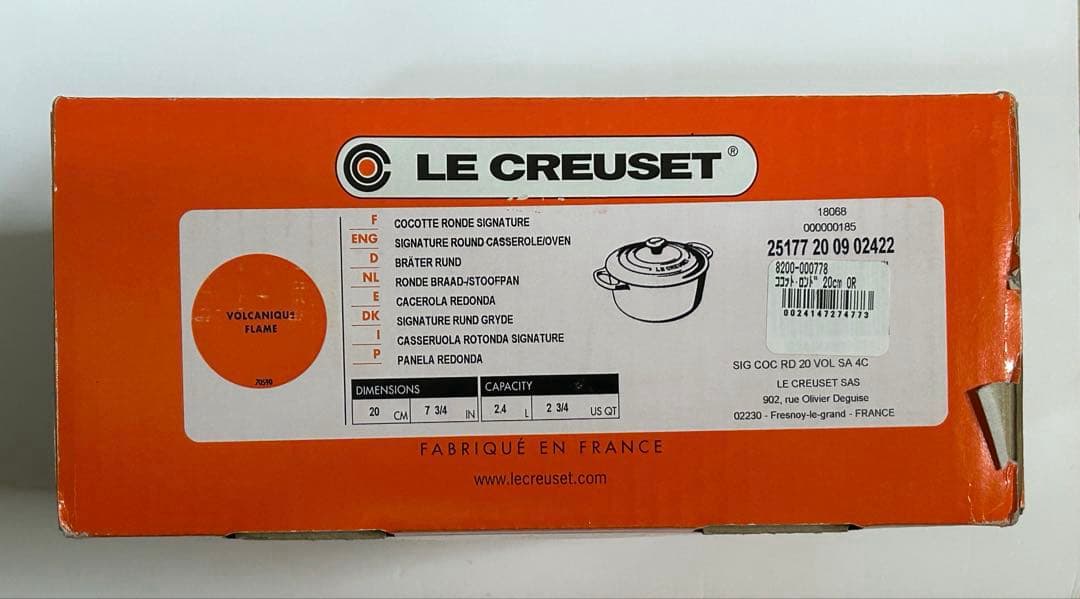 LE CREUSET®
VOLCANIQUE
FLAME
70590
F COCOTTE RONDE SIGNATURE
ENG SIGNATURE ROUND CASSEROLE/OVEN
D BRÄTER RUND
NL RONDE BRAAD-/STOOFPAN
E CACEROLA REDONDA
DK SIGNATURE RUND GRYDE
I CASSERUOLA ROTONDA SIGNATURE
P PANELA REDONDA
DIMENSIONS CAPACITY
20 CM 7 3/4 IN 2,4 L 2 3/4 US QT
LE CREUSET
18068
000000185
25177 20 09 02422
8200-000778
ココット・ロンド 20cm OR
0024147274773
SIG COC RD 20 VOL SA 4C
LE CREUSET SAS
902, rue Olivier Deguise
02230 - Fresnoy-le-grand - FRANCE
FABRIQUÉ EN FRANCE
www.lecreuset.com